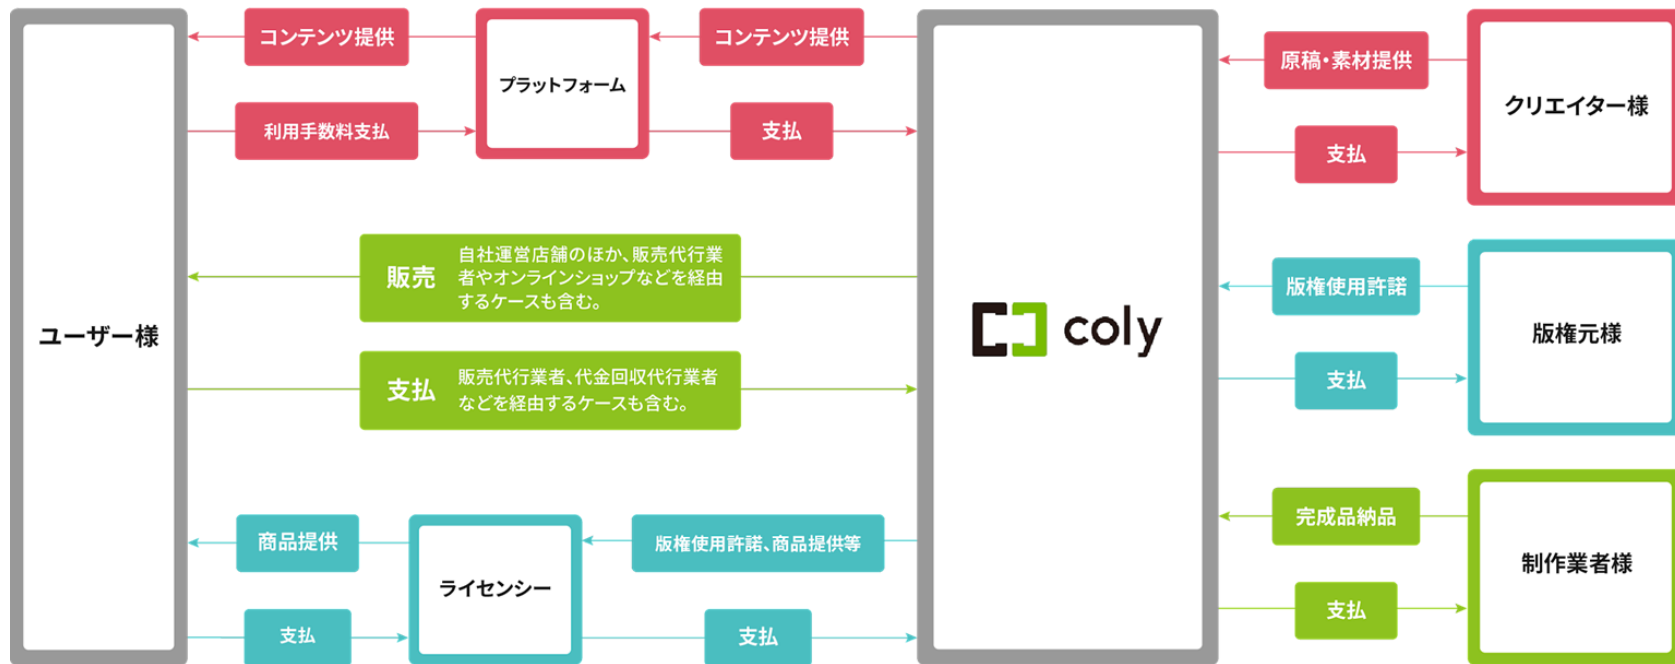 コンテンツ提供
コンテンツ提供
原稿・素材提供
プラットフォーム
クリエイター様
利用手数料支払
支払
支払
販売
自社運営店舗のほか、販売代行業
者やオンラインショップなどを経由
するケースも含む。
版権使用許諾
ユーザー様
coly
版権元様
支払
販売代行業者、代金回収代行業者
などを経由するケースも含む。
支払
完成品納品
商品提供
版権使用許諾、商品提供等
制作業者様
ライセンシー
支払
支払
支払